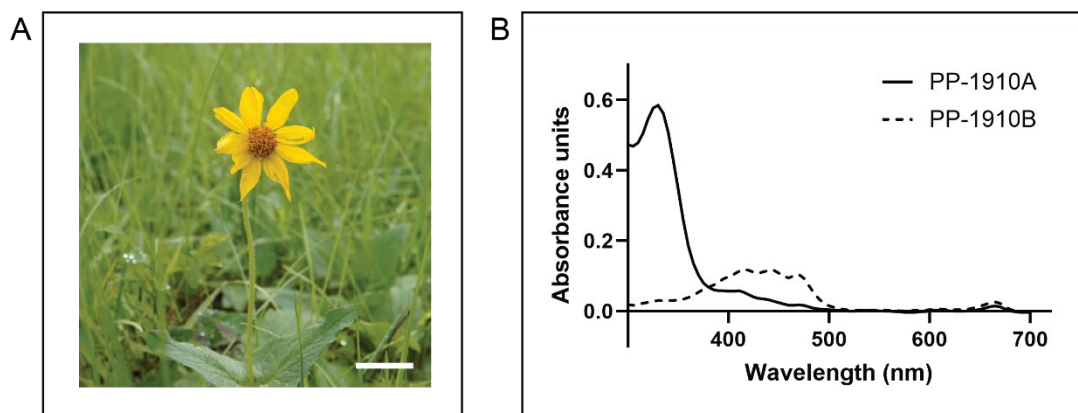 A
B
PP-1910A
PP-1910B
Absorbance units
0.6
0.4
0.2
0.0
400
500
600
700
Wavelength (nm)